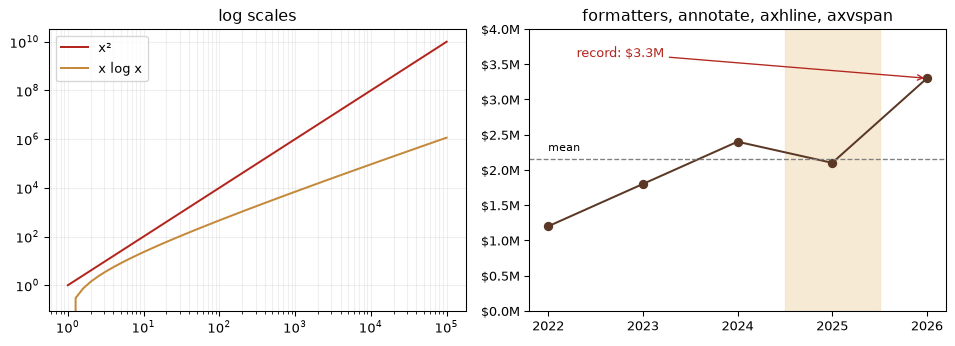 log scales
10¹⁰
10⁸
10⁶
10⁴
10²
10⁰
x²
x log x
10⁰ 10¹ 10² 10³ 10⁴ 10⁵
formatters, annotate, axhline, axvspan
$4.0M
$3.5M
$3.0M
$2.5M
$2.0M
$1.5M
$1.0M
$0.5M
$0.0M
record: $3.3M
mean
2022 2023 2024 2025 2026